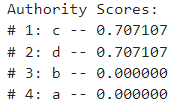 Authority Scores:
# 1: c -- 0.707107
# 2: d -- 0.707107
# 3: b -- 0.000000
# 4: a -- 0.000000